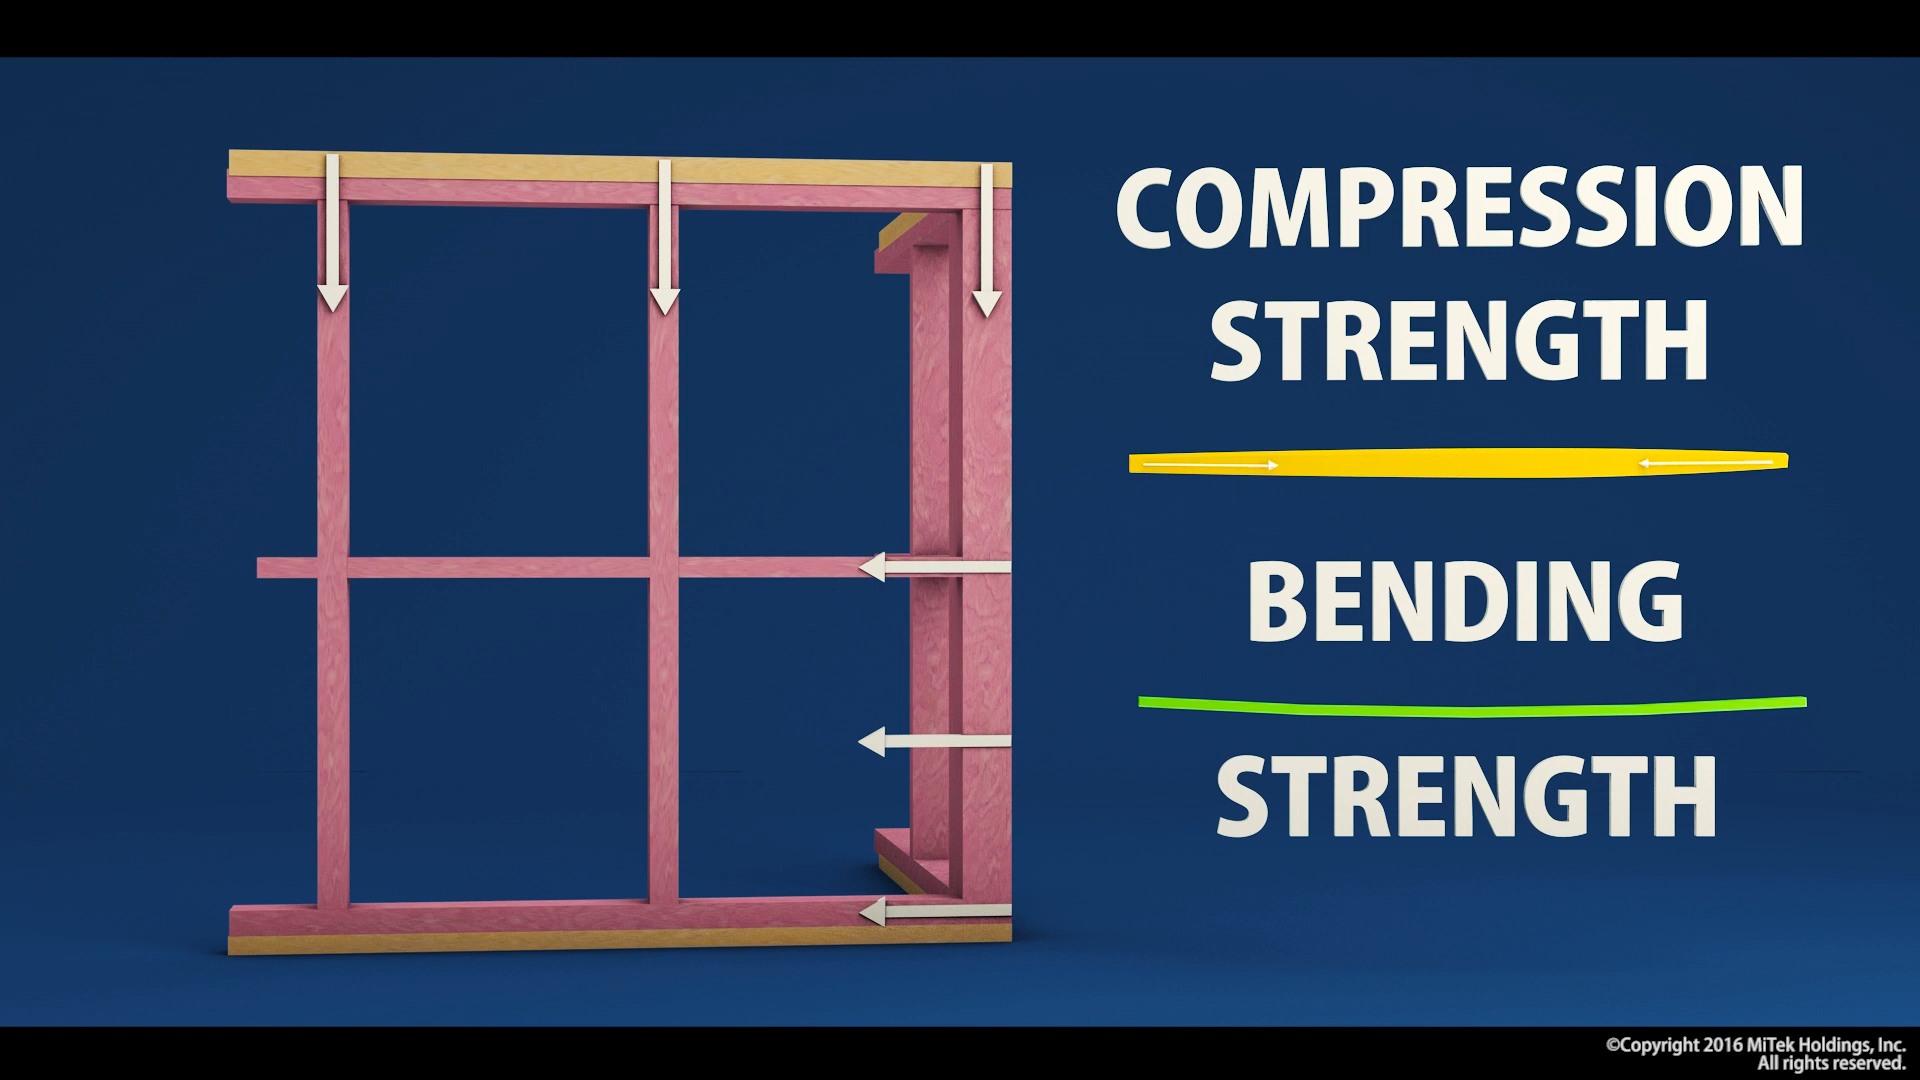 COMPRESSION
STRENGTH
BENDING
STRENGTH
©Copyright 2016 MiTek Holdings, Inc.
All rights reserved.